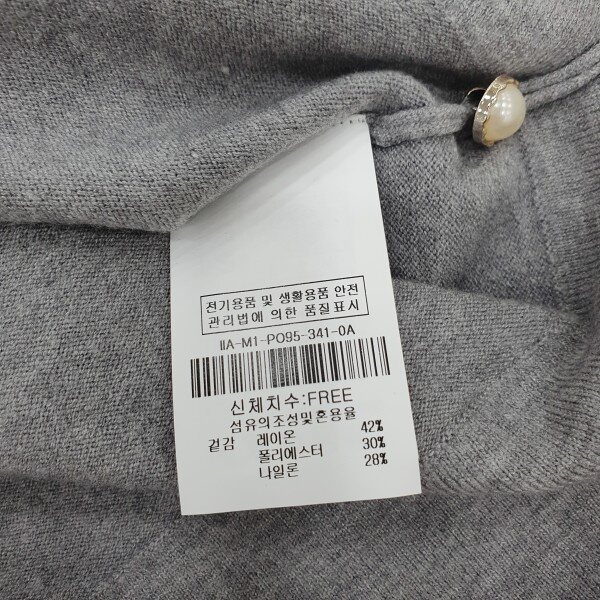 전기용품 및 생활용품 안전
관리법에 의한 품질표시
IIA-M1-PO95-341-0A
신체치수:FREE
섬유의조성및혼용율
겉감 레이온 42%
폴리에스터 30%
나일론 28%